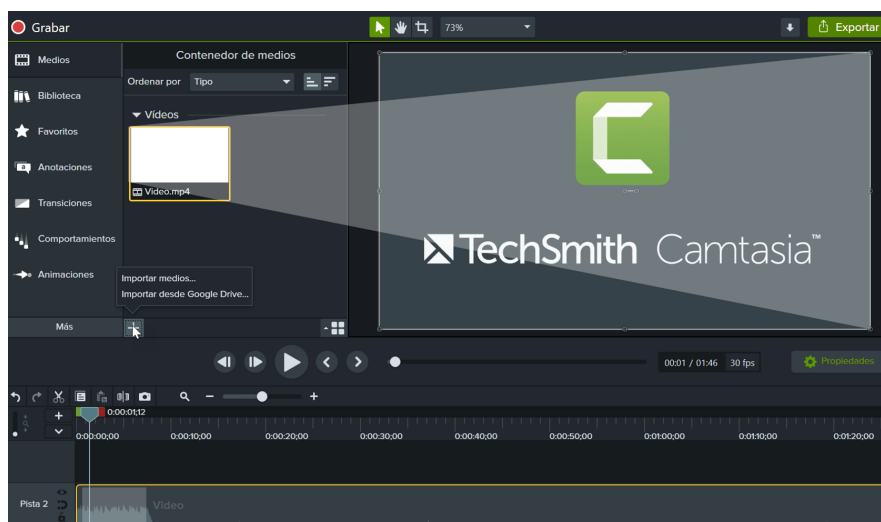 Grabar
73%
Exportar
Medios
Contenedor de medios
Ordenar por Tipo
Biblioteca
Vídeos
Favoritos
Anotaciones
Video.mp4
Transiciones
Comportamientos
TechSmith Camtasia™
Animaciones
Importar medios...
Importar desde Google Drive...
Más
00:01 / 01:46 30 fps
Propiedades
0:00:01;12
0:00:00;00 0:00:10;00 0:00:20;00 0:00:30;00 0:00:40;00 0:00:50;00 0:01:00;00 0:01:10;00 0:01:20;00
Pista 2
Video